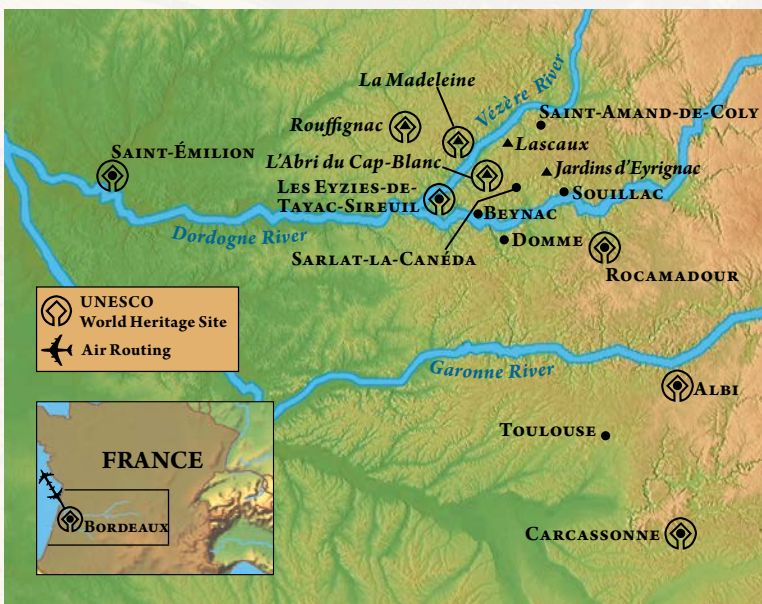 La Madeleine
Vézère River
Saint-Amand-de-Coly
Rouffignac
Lascaux
Saint-Émilion
L'Abri du Cap-Blanc
Jardins d'Eyrignac
Les Eyzies-de-
Tayac-Sireuil
Souillac
Beynac
Dordogne River
Domme
Sarlat-la-Canéda
Rocamadour
UNESCO
World Heritage Site
Air Routing
Garonne River
Albi
Toulouse
FRANCE
Bordeaux
Carcassonne